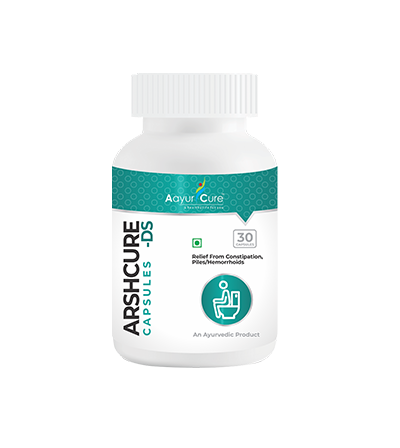 Aayur Cure
ARSHCURE
-DS
CAPSULES
30
CAPSULES
Relief From Constipation,
Piles/Hemorrhoids
An Ayurvedic Product